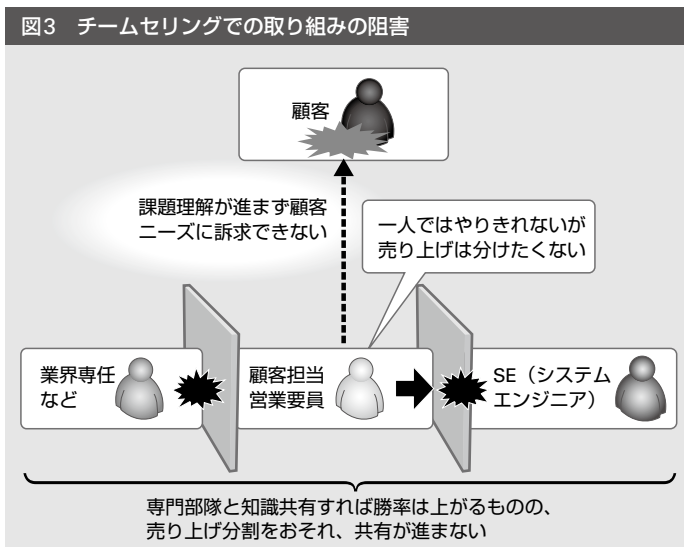 図3　チームセリングでの取り組みの阻害
顧客
課題理解が進まず顧客
ニーズに訴求できない
一人ではやりきれないが
売り上げは分けたくない
業界専任
など
顧客担当
営業要員
SE（システム
エンジニア）
専門部隊と知識共有すれば勝率は上がるものの、
売り上げ分割をおそれ、共有が進まない